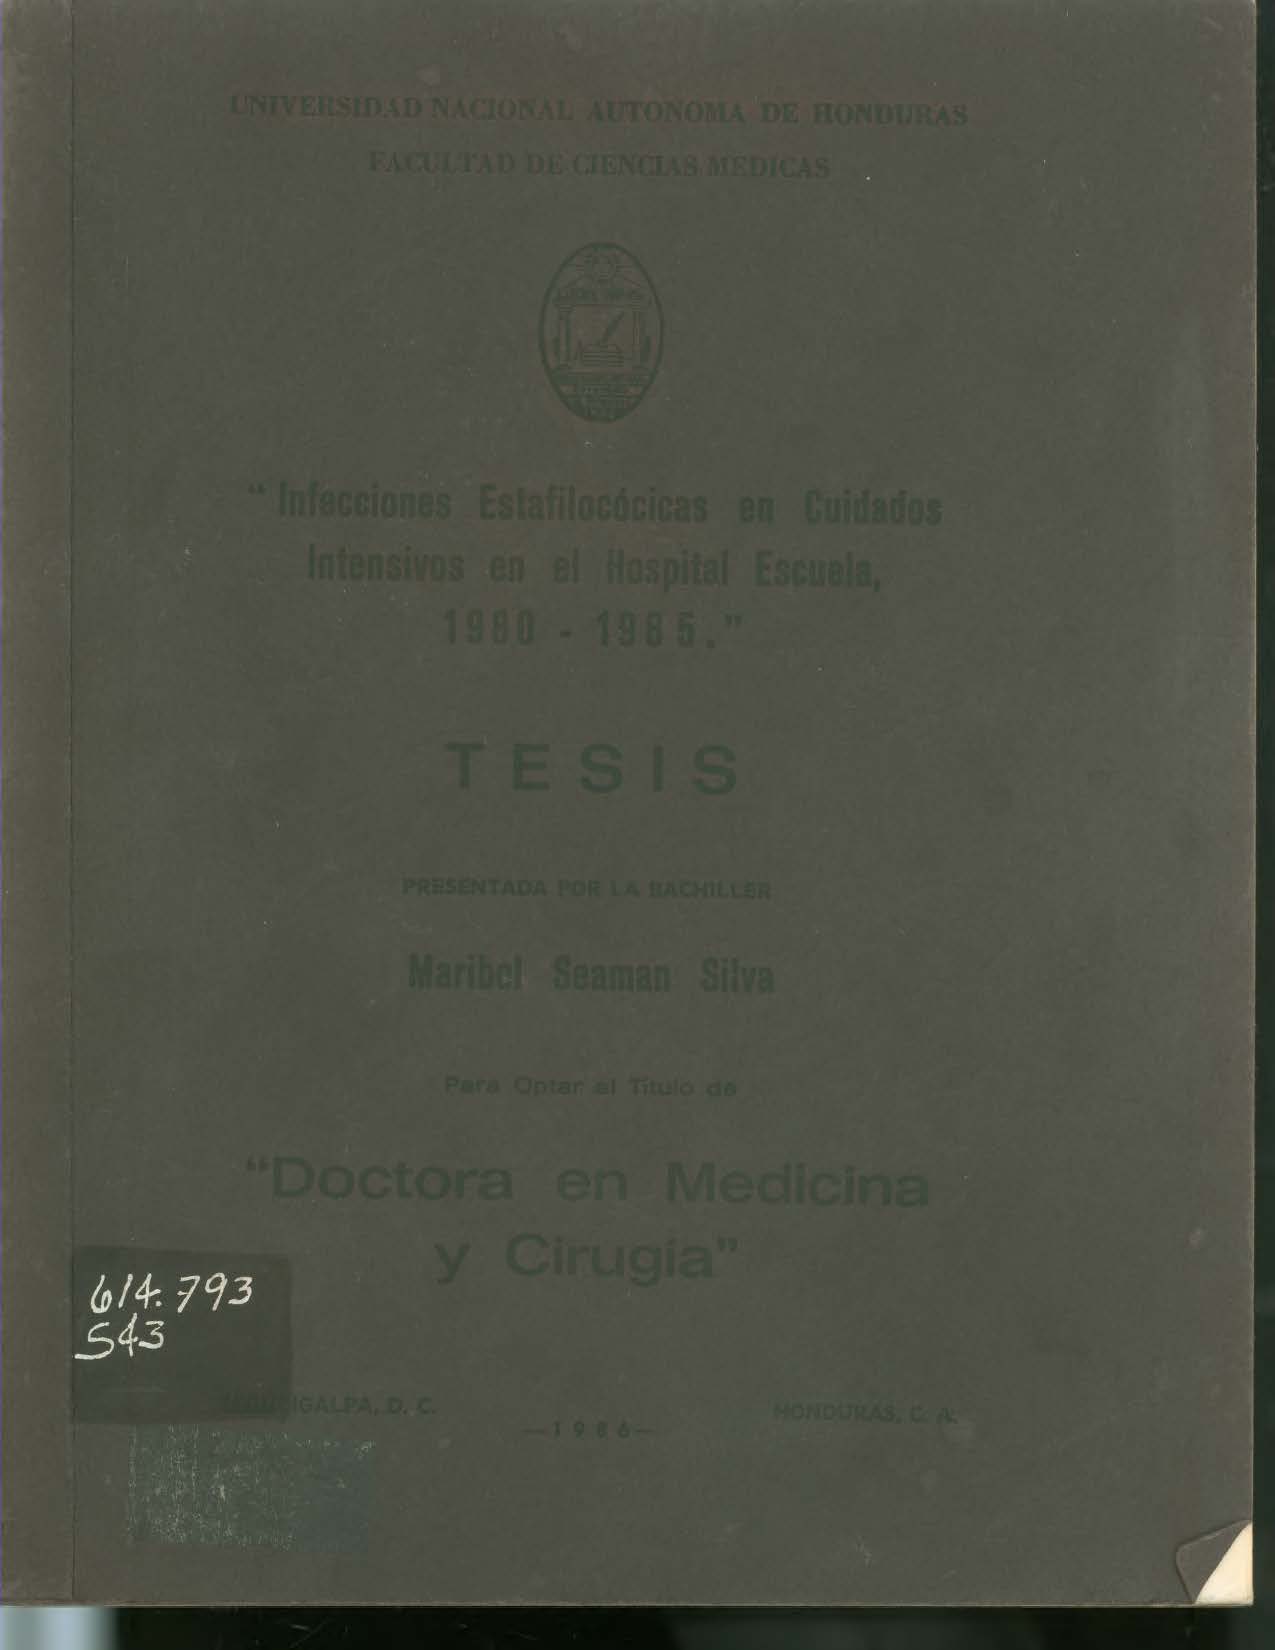 UNIVERSIDAD NACIONAL AUTONOMA DE HONDURAS
FACULTAD DE CIENCIAS MEDICAS
“Infecciones Estafilocócicas en Cuidados
Intensivos en el Hospital Escuela,
1980 - 1985.”
TESIS
PRESENTADA POR LA BACHILLER
Maribel Seaman Silva
Para Optar al Titulo de
“Doctora en Medicina
y Cirugia”
614.793
S43
IGALPA, D. C.
HONDURAS, C. A.
—1986—